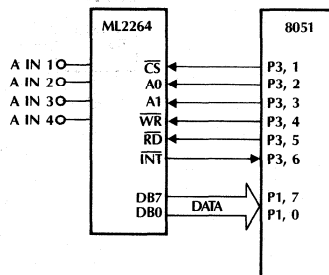 ML2264 8051
A IN 1 CS P3, 1
A IN 2 A0 P3, 2
A IN 3 A1 P3, 3
A IN 4 WR P3, 4
RD P3, 5
INT P3, 6
DB7 DATA P1, 7
DB0 P1, 0